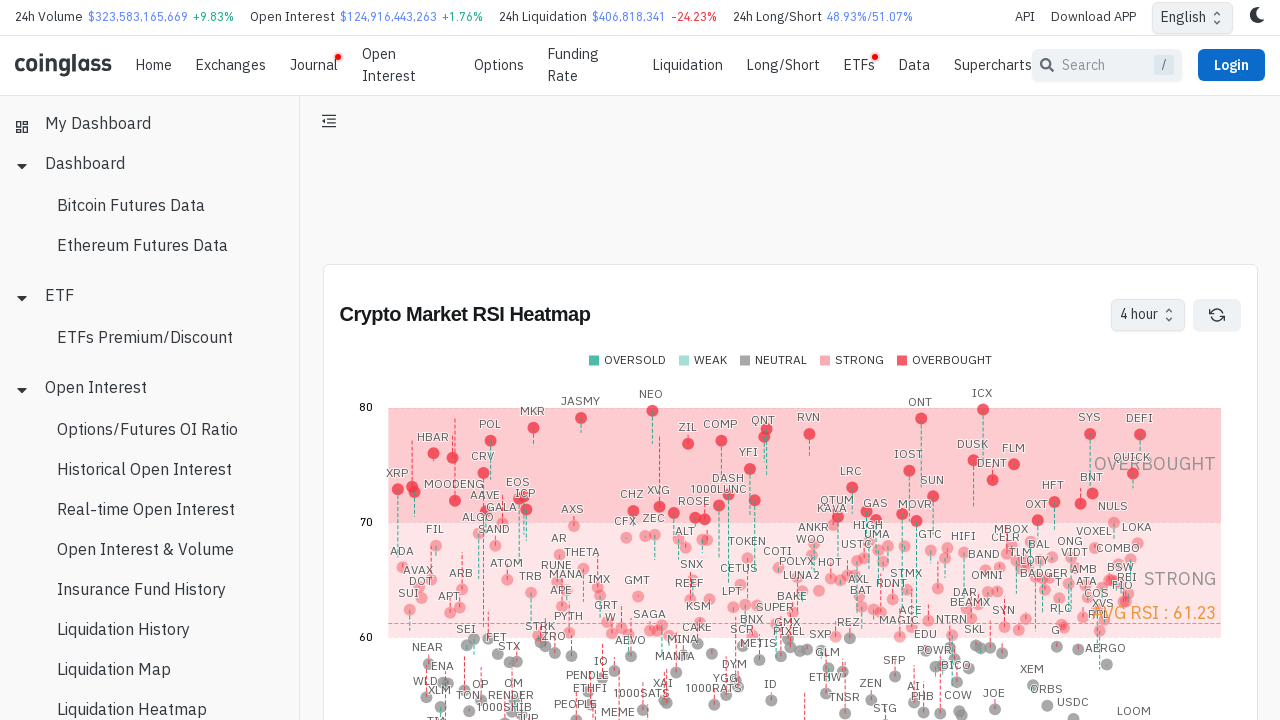 24h Volume $323,583,165,669 +9.83% Open Interest $124,916,443,263 +1.76% 24h Liquidation $406,818,341 -24.23% 24h Long/Short 48.93%/51.07% API Download APP English
coinglass Home Exchanges Journal Open Interest Options Funding Rate Liquidation Long/Short ETFs Data Supercharts Search / Login
My Dashboard
Dashboard
Bitcoin Futures Data
Ethereum Futures Data
ETF
ETFs Premium/Discount
Open Interest
Options/Futures OI Ratio
Historical Open Interest
Real-time Open Interest
Open Interest & Volume
Insurance Fund History
Liquidation History
Liquidation Map
Liquidation Heatmap
Crypto Market RSI Heatmap 4 hour
OVERSOLD WEAK NEUTRAL STRONG OVERBOUGHT
80
70
60
ICX
NEO
JASMY ONT
MKR
RVN SYS DEFI
POL ZIL COMP QNT
HBAR
DUSK FLM
YFI IOST
CRV QUICK
DENT
OVERBOUGHT
XRP LRC
DASH BNT
MOODENG EOS SUN
HFT
1000LUNC
ICP CHZ XVG
AAVE
ROSE OTUM GAS MOVR OXT NULS
GALA AXS KAVA
ALGO CFX ZEC
FIL SAND ALT ANKR HIGH MBOX VOXEL LOKA
UMA GTC HIFI CELR
AR WOO
TOKEN USTC BAL ONG
ADA THETA COTI BAND TLM VIDT COMBO
ATOM RUNE SNX POLYX HOT LQTY
AVAX ARB TRB MANA CETUS LUNA2 STMX OMNI BADGER AMB BSW
DOT IMX GMT REEF AXL RDNT T ATA REI
STRONG
SUI APT APE LPT BAKE BAT DAR COS FIO
GRT KSM SUPER BEAMX XVS
ACE SYN RLC
PYTH W SAGA BNX GMX REZ MAGIC NTRN
AVG RSI : 61.23
SEI STRK CAKE SCR PIXEL SKL G
FET ZRO AEVO MINA SXP EDU
NEAR STX METIS GLM POWR AERGO
MANTA
ENA IO DYM SFP BICO XEM
WLD PENDLE YGG ETHW
XLM OP OM ETHFI XAI ID ZEN AI ORBS
TON RENDER 1000SATS 1000RATS TNSR PHB COW JOE
1000SHIB PEOPLE MEME STG USDC LOOM